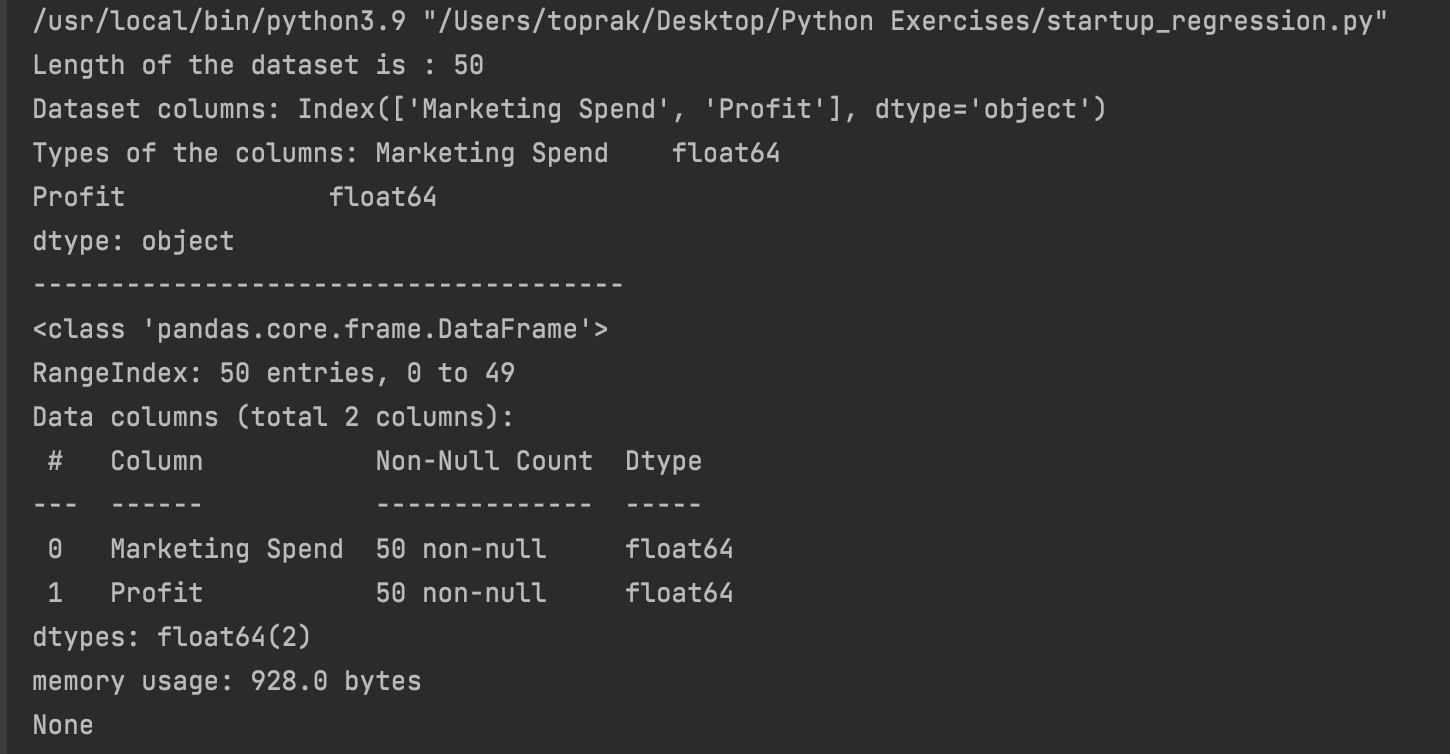 /usr/local/bin/python3.9 "/Users/toprak/Desktop/Python Exercises/startup_regression.py"
Length of the dataset is : 50
Dataset columns: Index(['Marketing Spend', 'Profit'], dtype='object')
Types of the columns: Marketing Spend    float64
Profit             float64
dtype: object
--------------------------------------
<class 'pandas.core.frame.DataFrame'>
RangeIndex: 50 entries, 0 to 49
Data columns (total 2 columns):
 #   Column           Non-Null Count  Dtype
---  ------           --------------  -----
 0   Marketing Spend  50 non-null     float64
 1   Profit           50 non-null     float64
dtypes: float64(2)
memory usage: 928.0 bytes
None